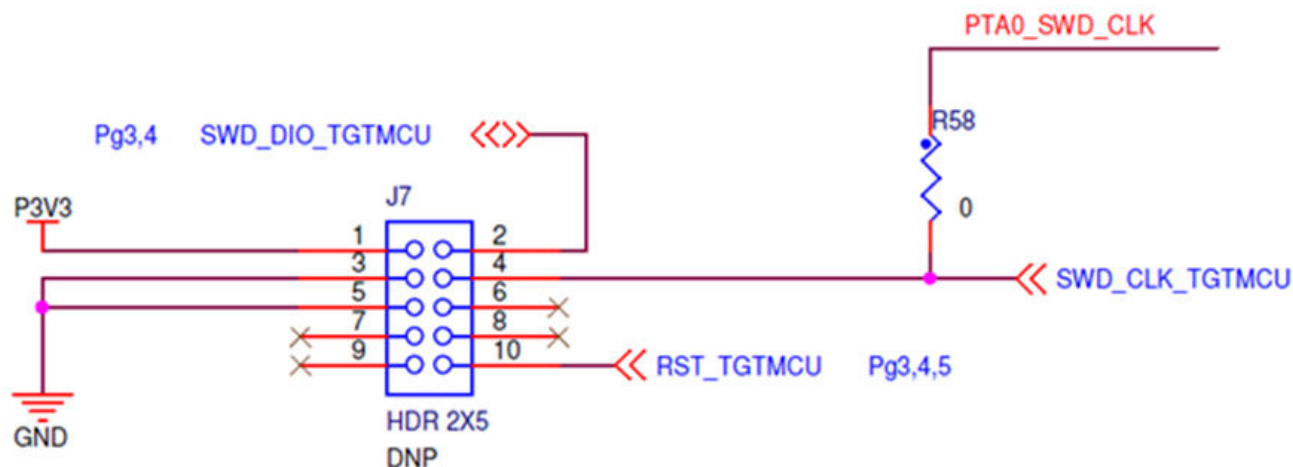 PTA0_SWD_CLK
R58
0
Pg3,4 SWD_DIO_TGTMCU
P3V3
J7
1 2
3 4
5 6
7 8
9 10
SWD_CLK_TGTMCU
RST_TGTMCU Pg3,4,5
GND
HDR 2X5
DNP